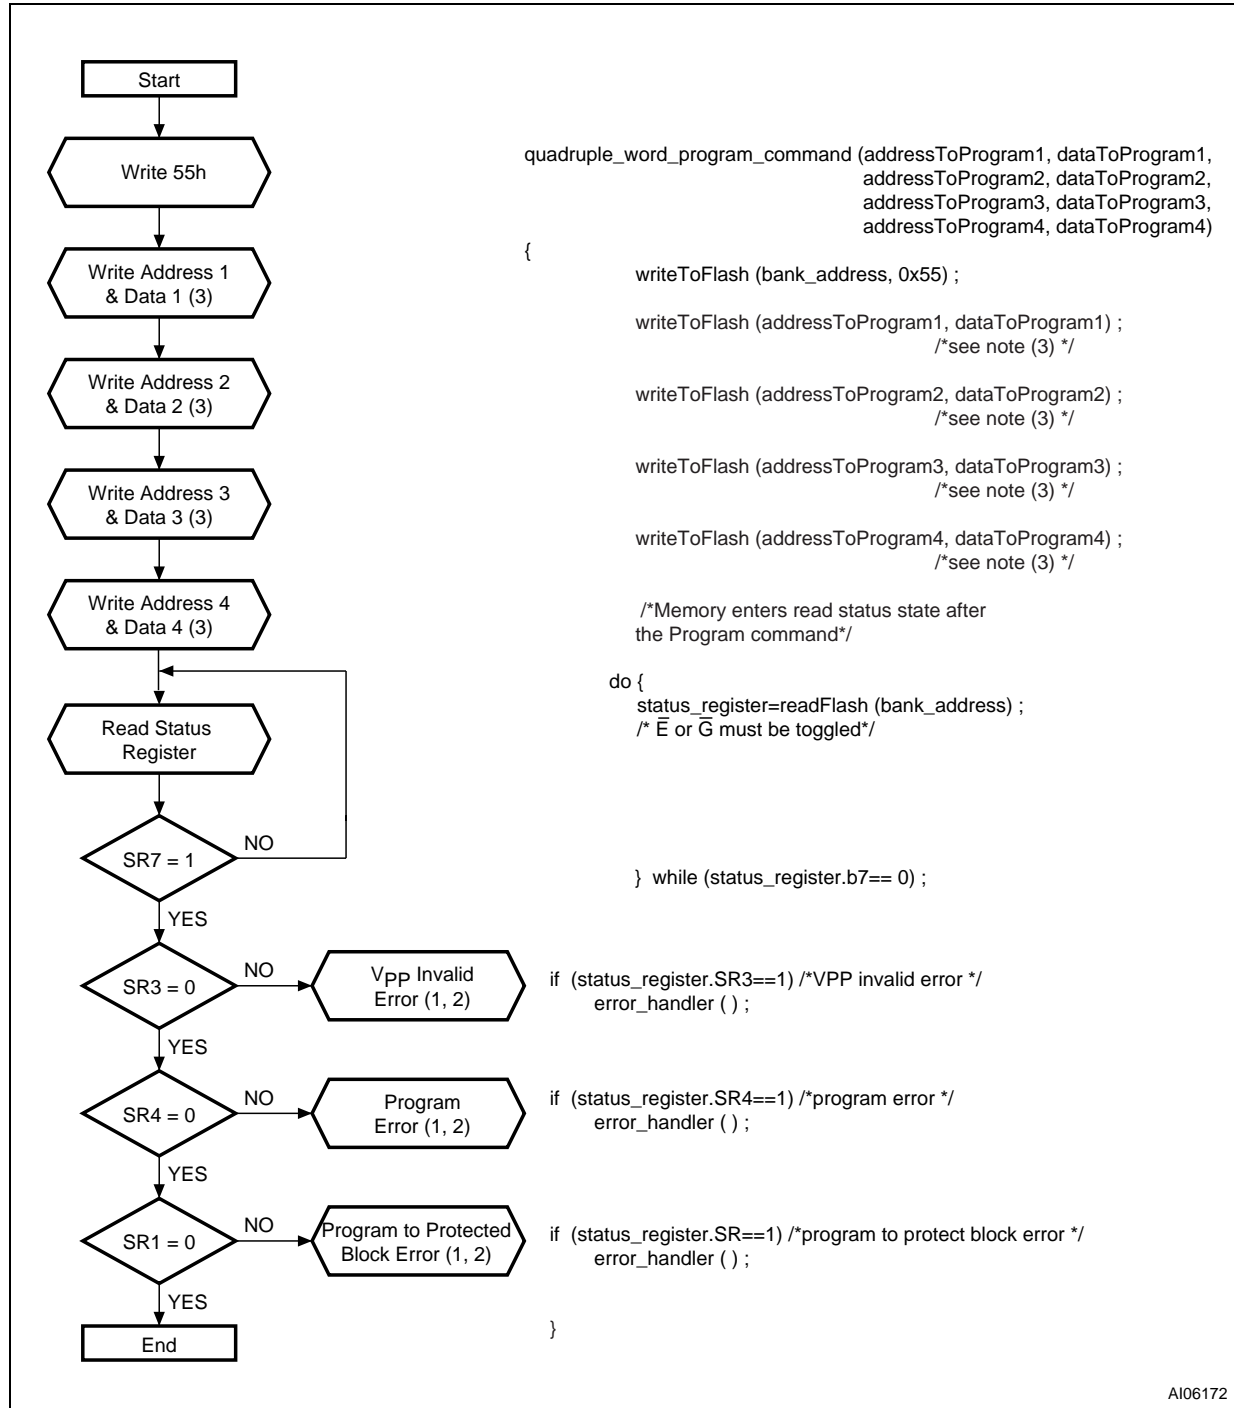 Start
Write 55h
Write Address 1
& Data 1 (3)
Write Address 2
& Data 2 (3)
Write Address 3
& Data 3 (3)
Write Address 4
& Data 4 (3)
Read Status
Register
SR7 = 1
NO
YES
SR3 = 0
NO
VPP Invalid
Error (1, 2)
YES
SR4 = 0
NO
Program
Error (1, 2)
YES
SR1 = 0
NO
Program to Protected
Block Error (1, 2)
YES
End
quadruple_word_program_command (addressToProgram1, dataToProgram1,
addressToProgram2, dataToProgram2,
addressToProgram3, dataToProgram3,
addressToProgram4, dataToProgram4)
{
writeToFlash (bank_address, 0x55) ;
writeToFlash (addressToProgram1, dataToProgram1) ;
/*see note (3) */
writeToFlash (addressToProgram2, dataToProgram2) ;
/*see note (3) */
writeToFlash (addressToProgram3, dataToProgram3) ;
/*see note (3) */
writeToFlash (addressToProgram4, dataToProgram4) ;
/*see note (3) */
/*Memory enters read status state after
the Program command*/
do {
status_register=readFlash (bank_address) ;
/* E̅ or G̅ must be toggled*/
} while (status_register.b7== 0) ;
if (status_register.SR3==1) /*VPP invalid error */
error_handler ( ) ;
if (status_register.SR4==1) /*program error */
error_handler ( ) ;
if (status_register.SR==1) /*program to protect block error */
error_handler ( ) ;
}
AI06172